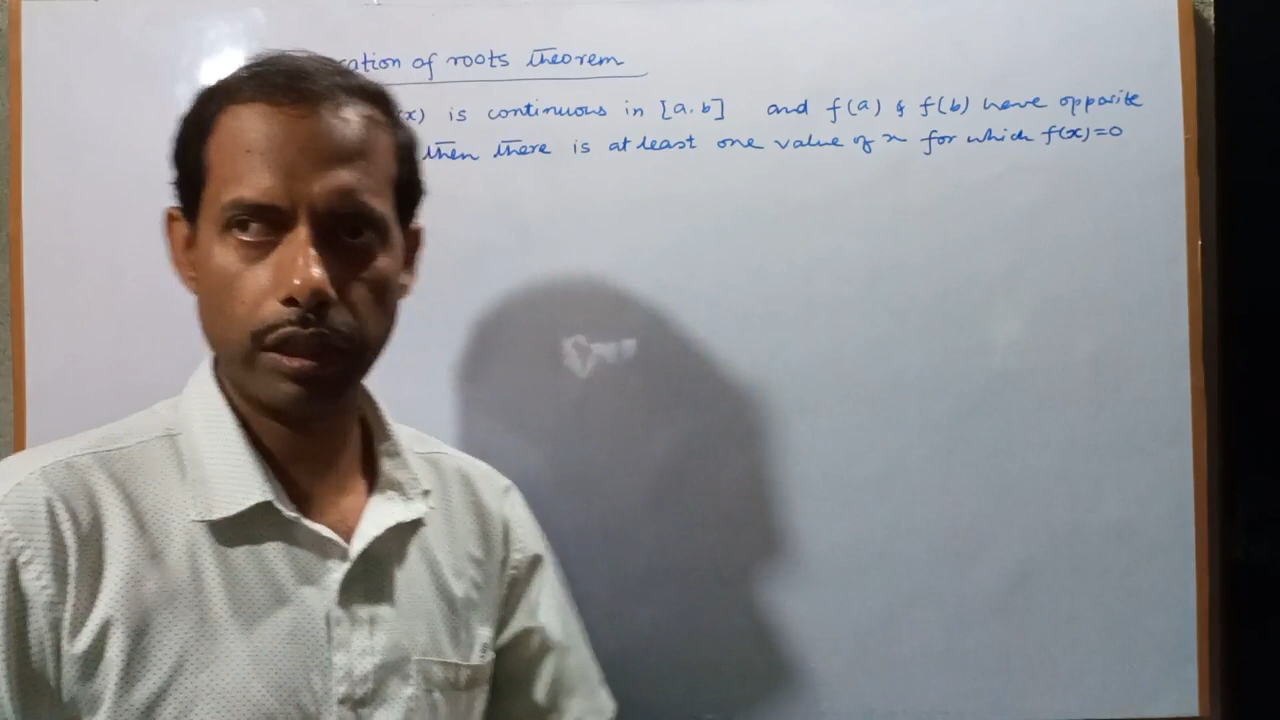 cation of roots theorem
(x) is continuous in [a,b] and f(a) & f(b) have opposite
then there is at least one value of x for which f(x)=0